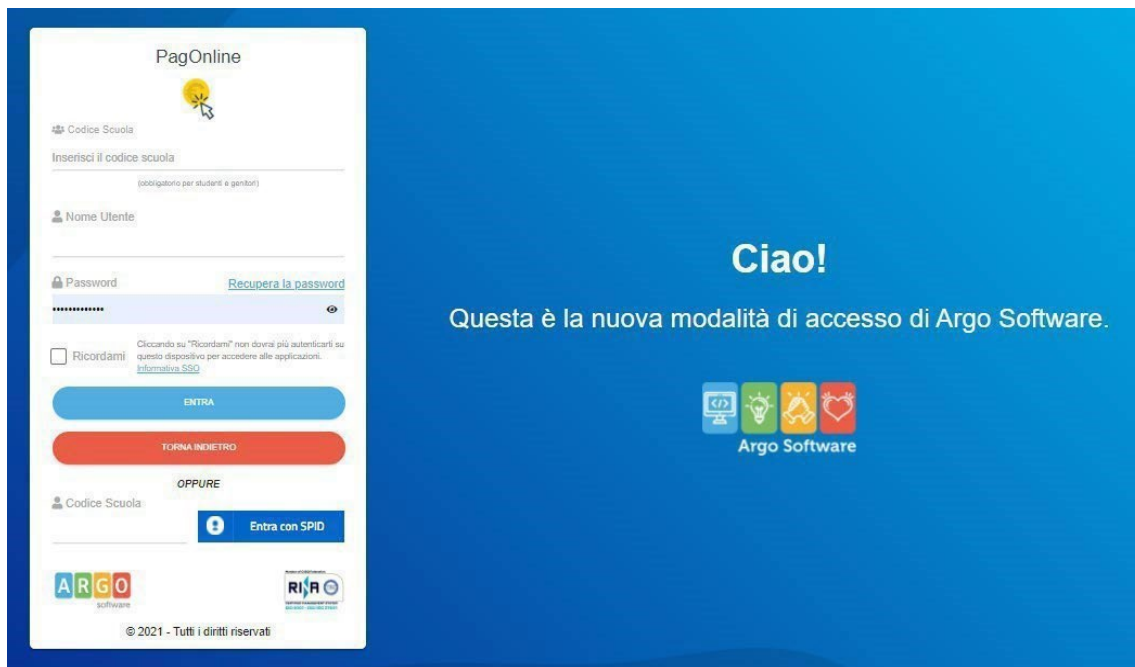 PagOnline
Codice Scuola
Inserisci il codice scuola
(obbligatorio per studenti e genitori)
Nome Utente
Password Recupera la password
•••••••••••••
Ricordami
Cliccando su "Ricordami" non dovrai più autenticarti su
questo dispositivo per accedere alle applicazioni.
Informativa SSO
ENTRA
TORNA INDIETRO
OPPURE
Codice Scuola
Entra con SPID
ARGO
software
RINA
© 2021 - Tutti i diritti riservati
Ciao!
Questa è la nuova modalità di accesso di Argo Software.
Argo Software